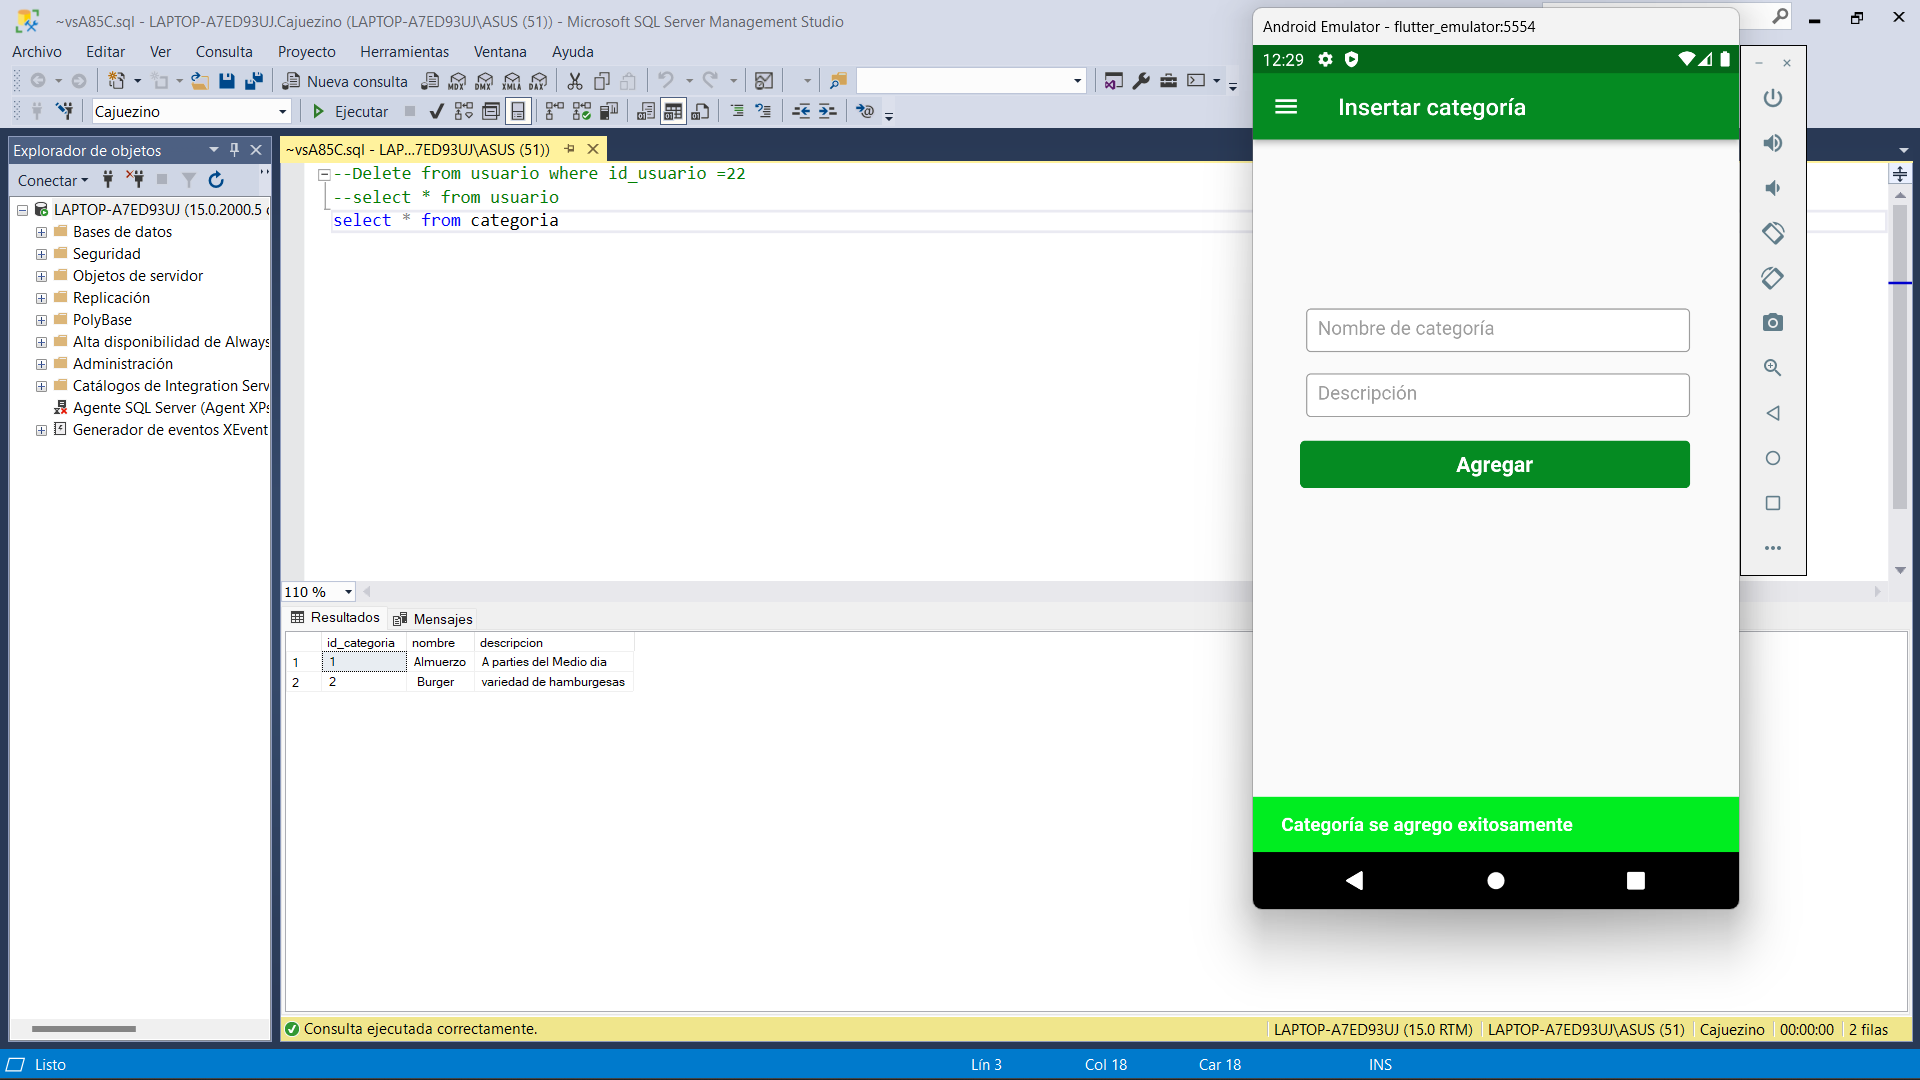 ~vsA85C.sql - LAPTOP-A7ED93UJ.Cajuezino (LAPTOP-A7ED93UJ\ASUS (51)) - Microsoft SQL Server Management Studio
Archivo Editar Ver Consulta Proyecto Herramientas Ventana Ayuda
Nueva consulta MDX DMX XMLA DAX
Cajuezino Ejecutar
Explorador de objetos
Conectar
LAPTOP-A7ED93UJ (15.0.2000.5
Bases de datos
Seguridad
Objetos de servidor
Replicación
PolyBase
Alta disponibilidad de Always
Administración
Catálogos de Integration Serv
Agente SQL Server (Agent XPs
Generador de eventos XEvent
~vsA85C.sql - LAP...7ED93UJ\ASUS (51))
--Delete from usuario where id_usuario =22
--select * from usuario
select * from categoria
110 %
Resultados Mensajes
id_categoria nombre descripcion
1 1 Almuerzo A parties del Medio dia
2 2 Burger variedad de hamburgesas
Consulta ejecutada correctamente.
LAPTOP-A7ED93UJ (15.0 RTM) LAPTOP-A7ED93UJ\ASUS (51) Cajuezino 00:00:00 2 filas
Listo Lín 3 Col 18 Car 18 INS
Android Emulator - flutter_emulator:5554
12:29
Insertar categoría
Nombre de categoría
Descripción
Agregar
Categoría se agrego exitosamente